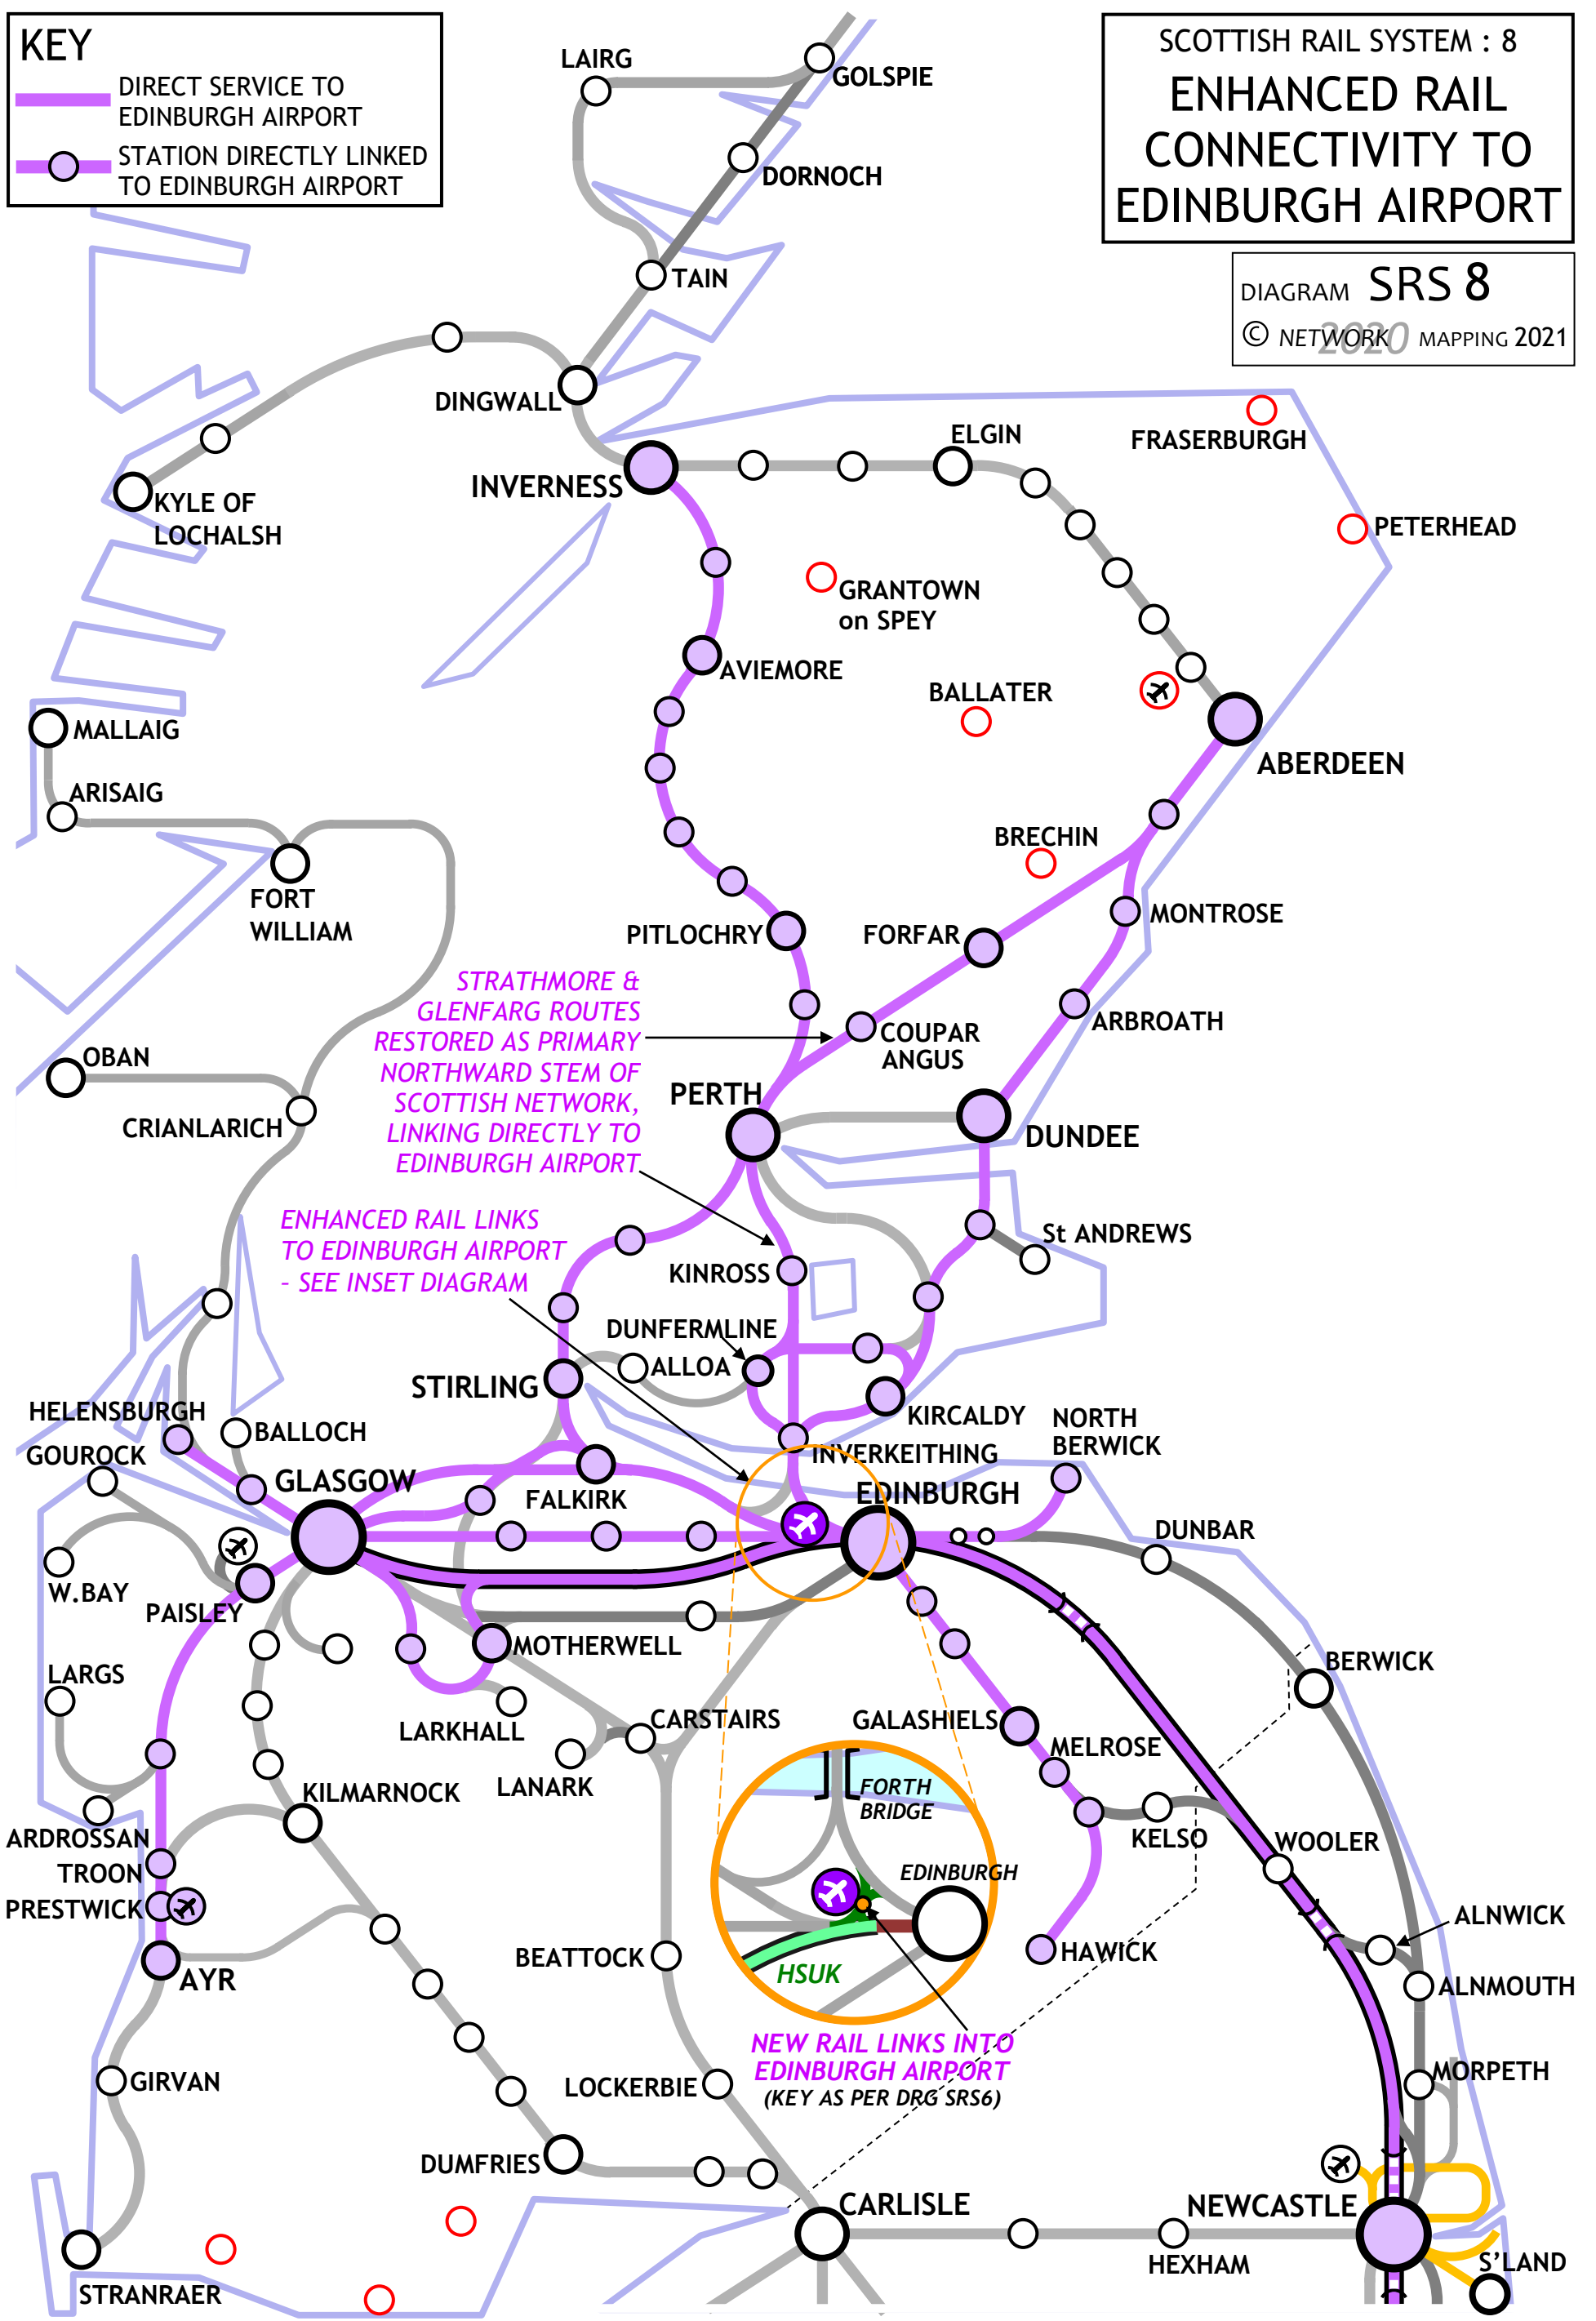 KEY
DIRECT SERVICE TO
EDINBURGH AIRPORT
STATION DIRECTLY LINKED
TO EDINBURGH AIRPORT
SCOTTISH RAIL SYSTEM : 8
ENHANCED RAIL
CONNECTIVITY TO
EDINBURGH AIRPORT
DIAGRAM SRS 8
© NETWORK 2020 MAPPING 2021
LAIRG
GOLSPIE
DORNOCH
TAIN
DINGWALL
KYLE OF
LOCHALSH
INVERNESS
ELGIN
FRASERBURGH
PETERHEAD
GRANTOWN
on SPEY
AVIEMORE
BALLATER
MALLAIG
ABERDEEN
ARISAIG
BRECHIN
FORT
WILLIAM
PITLOCHRY
FORFAR
MONTROSE
STRATHMORE &
GLENFARG ROUTES
RESTORED AS PRIMARY
NORTHWARD STEM OF
SCOTTISH NETWORK,
LINKING DIRECTLY TO
EDINBURGH AIRPORT
COUPAR
ANGUS
ARBROATH
OBAN
CRIANLARICH
PERTH
DUNDEE
ENHANCED RAIL LINKS
TO EDINBURGH AIRPORT
- SEE INSET DIAGRAM
St ANDREWS
KINROSS
DUNFERMLINE
ALLOA
STIRLING
KIRCALDY
HELENSBURGH
BALLOCH
GOUROCK
NORTH
BERWICK
INVERKEITHING
GLASGOW
FALKIRK
EDINBURGH
DUNBAR
W.BAY
PAISLEY
MOTHERWELL
BERWICK
LARGS
LARKHALL
CARSTAIRS
GALASHIELS
MELROSE
LANARK
KILMARNOCK
FORTH
BRIDGE
ARDROSSAN
TROON
PRESTWICK
KELSO
WOOLER
EDINBURGH
ALNWICK
HSUK
BEATTOCK
HAWICK
AYR
ALNMOUTH
NEW RAIL LINKS INTO
EDINBURGH AIRPORT
(KEY AS PER DRG SRS6)
GIRVAN
LOCKERBIE
MORPETH
DUMFRIES
CARLISLE
NEWCASTLE
HEXHAM
S'LAND
STRANRAER